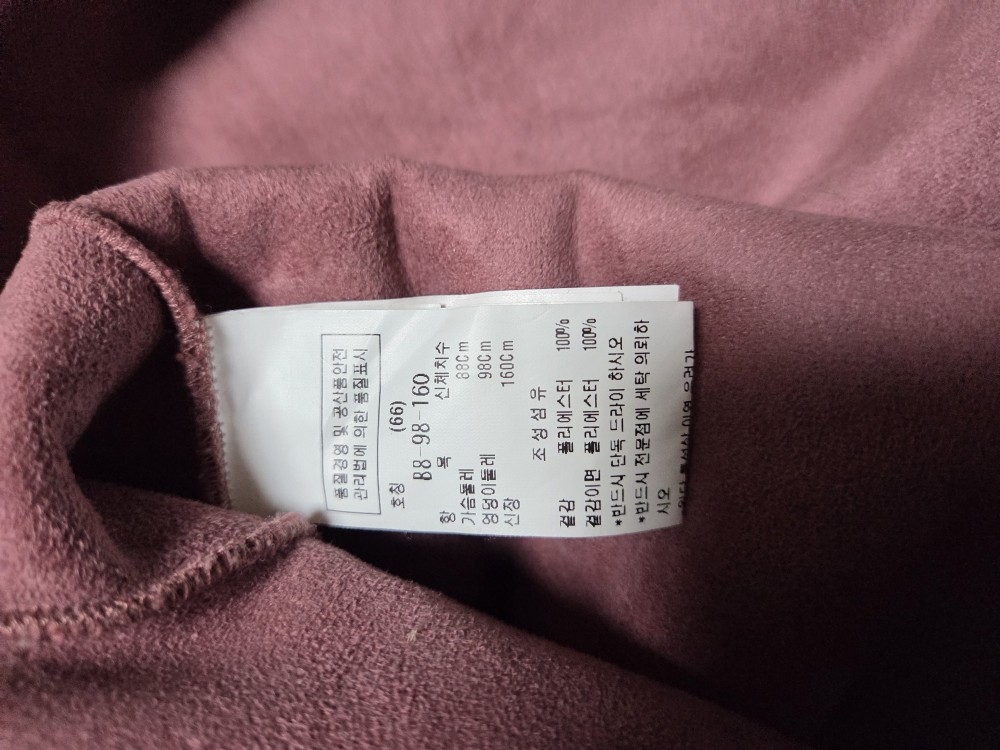 품질경영 및 공산품안전
관리법에 의한 품질표시
(66)
호칭 88-98-160
항 목 신체치수
가슴둘레 88Cm
엉덩이둘레 98Cm
신장 160Cm
조성섬유
겉감 폴리에스터 100%
겉감이면 폴리에스터 100%
*반드시 단독 드라이 하시오
*반드시 전문점에 세탁 의뢰하
시오